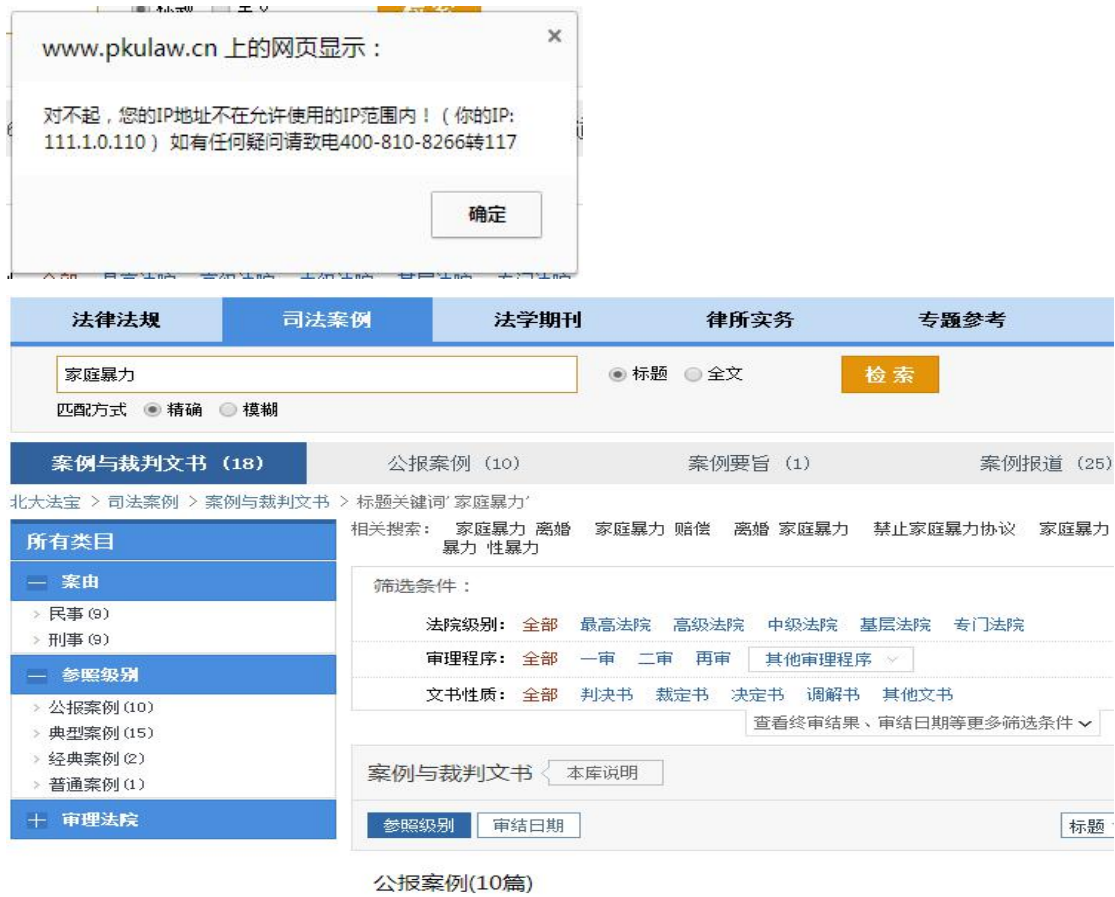 www.pkulaw.cn 上的网页显示：
×
对不起，您的IP地址不在允许使用的IP范围内！（你的IP:
111.1.0.110） 如有任何疑问请致电400-810-8266转117
确定
法律法规 司法案例 法学期刊 律所实务 专题参考
家庭暴力 标题 全文 检索
匹配方式 精确 模糊
案例与裁判文书 (18) 公报案例 (10) 案例要旨 (1) 案例报道 (25)
北大法宝 > 司法案例 > 案例与裁判文书 > 标题关键词'家庭暴力'
相关搜索： 家庭暴力 离婚 家庭暴力 赔偿 离婚 家庭暴力 禁止家庭暴力协议 家庭暴力
暴力 性暴力
所有类目
案由
> 民事(9)
> 刑事(9)
参照级别
> 公报案例(10)
> 典型案例(15)
> 经典案例(2)
> 普通案例(1)
审理法院
筛选条件：
法院级别： 全部 最高法院 高级法院 中级法院 基层法院 专门法院
审理程序： 全部 一审 二审 再审 其他审理程序
文书性质： 全部 判决书 裁定书 决定书 调解书 其他文书
查看终审结果、审结日期等更多筛选条件
案例与裁判文书 本库说明
参照级别 审结日期 标题
公报案例(10篇)